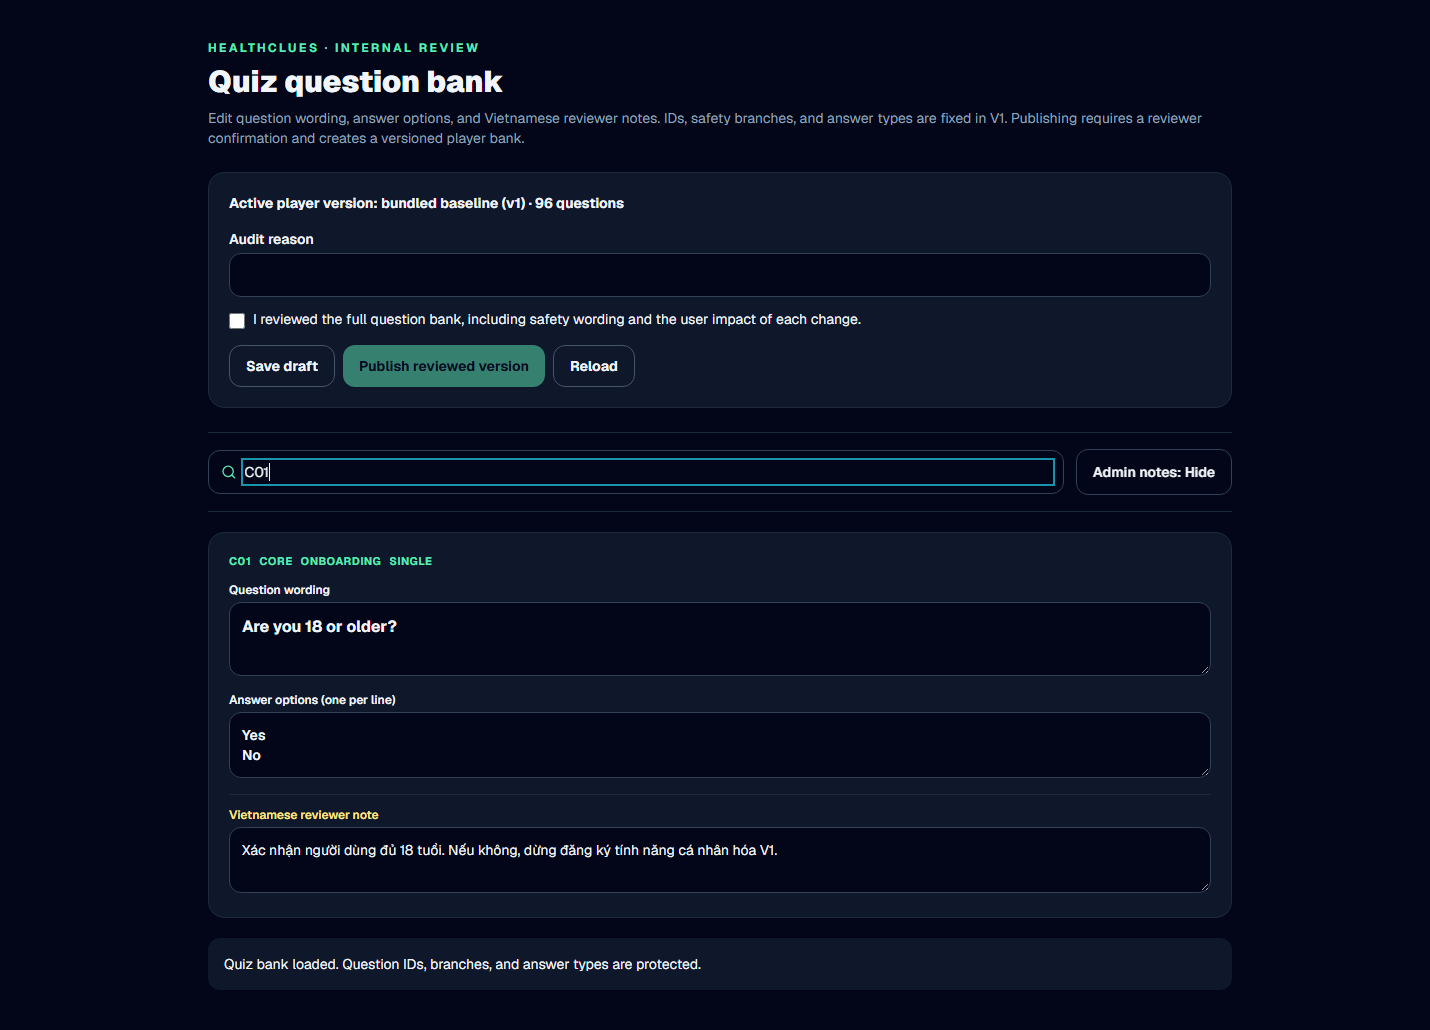 HEALTHCLUES · INTERNAL REVIEW
Quiz question bank
Edit question wording, answer options, and Vietnamese reviewer notes. IDs, safety branches, and answer types are fixed in V1. Publishing requires a reviewer
confirmation and creates a versioned player bank.
Active player version: bundled baseline (v1) · 96 questions
Audit reason
I reviewed the full question bank, including safety wording and the user impact of each change.
Save draft Publish reviewed version Reload
C01 Admin notes: Hide
C01 CORE ONBOARDING SINGLE
Question wording
Are you 18 or older?
Answer options (one per line)
Yes
No
Vietnamese reviewer note
Xác nhận người dùng đủ 18 tuổi. Nếu không, dừng đăng ký tính năng cá nhân hóa V1.
Quiz bank loaded. Question IDs, branches, and answer types are protected.